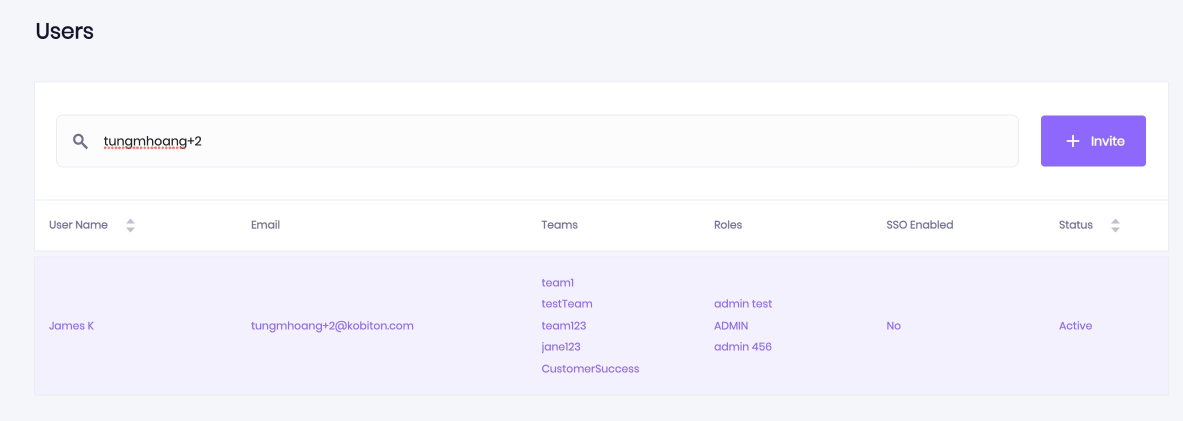 Users
tungmhoang+2
Invite
User Name Email Teams Roles SSO Enabled Status
team1
testTeam admin test
James K tungmhoang+2@kobiton.com team123 ADMIN No Active
jane123 admin 456
CustomerSuccess